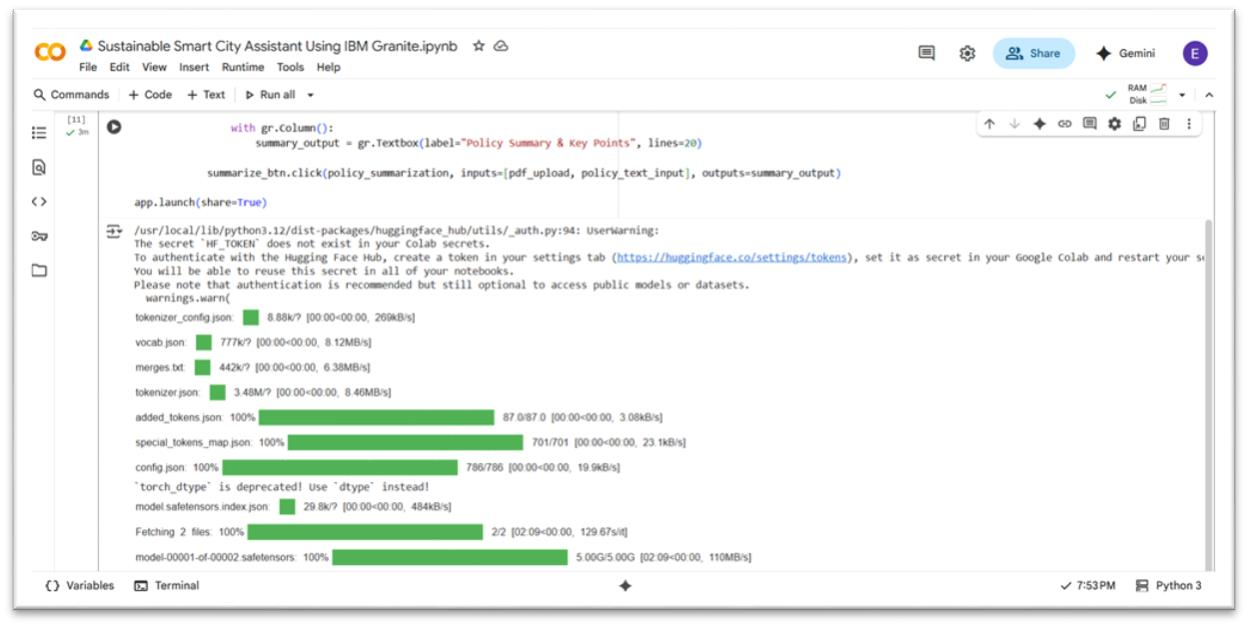 Sustainable Smart City Assistant Using IBM Granite.ipynb
File Edit View Insert Runtime Tools Help
Share
Gemini
E
Commands + Code + Text Run all
RAM
Disk
[11]
3m
with gr.Column():
summary_output = gr.Textbox(label="Policy Summary & Key Points", lines=20)
summarize_btn.click(policy_summarization, inputs=[pdf_upload, policy_text_input], outputs=summary_output)
app.launch(share=True)
/usr/local/lib/python3.12/dist-packages/huggingface_hub/utils/_auth.py:94: UserWarning:
The secret `HF_TOKEN` does not exist in your Colab secrets.
To authenticate with the Hugging Face Hub, create a token in your settings tab (https://huggingface.co/settings/tokens), set it as secret in your Google Colab and restart your s
You will be able to reuse this secret in all of your notebooks.
Please note that authentication is recommended but still optional to access public models or datasets.
warnings.warn(
tokenizer_config.json: 8.88k/? [00:00<00:00, 269kB/s]
vocab.json: 777k/? [00:00<00:00, 8.12MB/s]
merges.txt: 442k/? [00:00<00:00, 6.38MB/s]
tokenizer.json: 3.48M/? [00:00<00:00, 8.46MB/s]
added_tokens.json: 100% 87.0/87.0 [00:00<00:00, 3.08kB/s]
special_tokens_map.json: 100% 701/701 [00:00<00:00, 23.1kB/s]
config.json: 100% 786/786 [00:00<00:00, 19.9kB/s]
`torch_dtype` is deprecated! Use `dtype` instead!
model.safetensors.index.json: 29.8k/? [00:00<00:00, 484kB/s]
Fetching 2 files: 100% 2/2 [02:09<00:00, 129.67s/it]
model-00001-of-00002.safetensors: 100% 5.00G/5.00G [02:09<00:00, 110MB/s]
Variables Terminal
7:53 PM Python 3